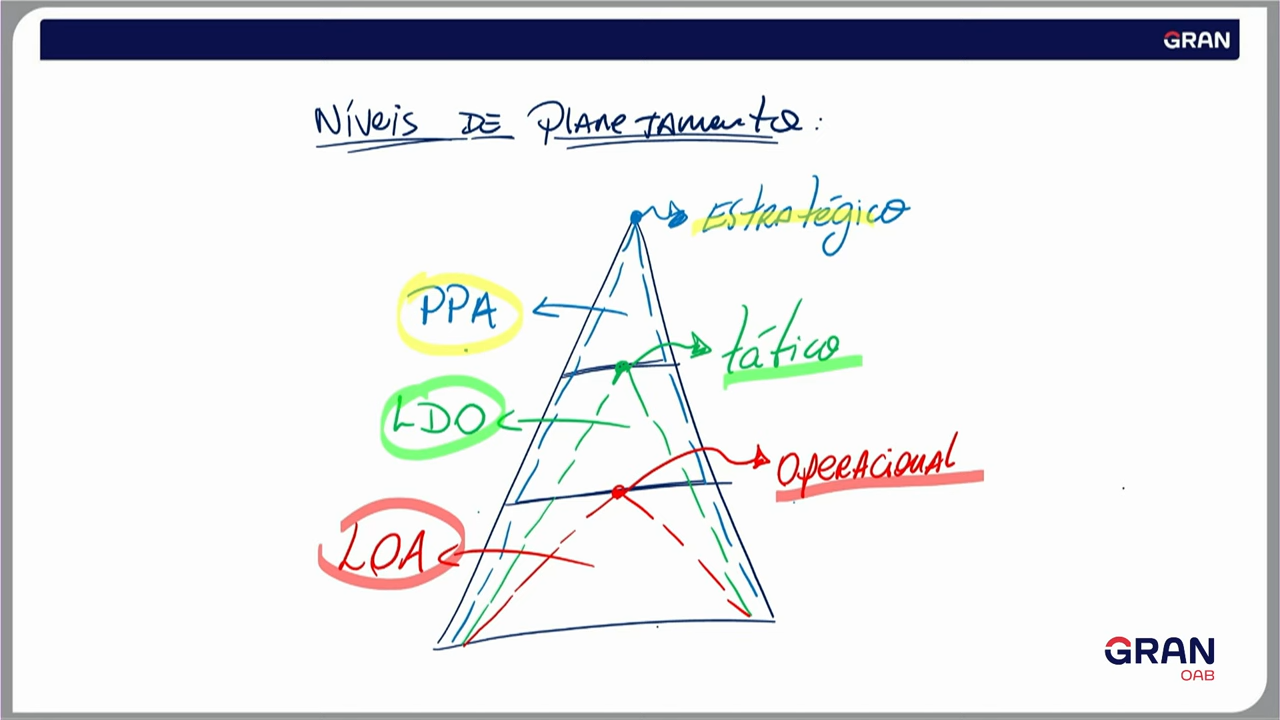 GRAN
Níveis DE PlANeJAmento:
ESTRATÉgico
PPA
tático
LDO
OperAcionAl
LOA
GRAN
OAB